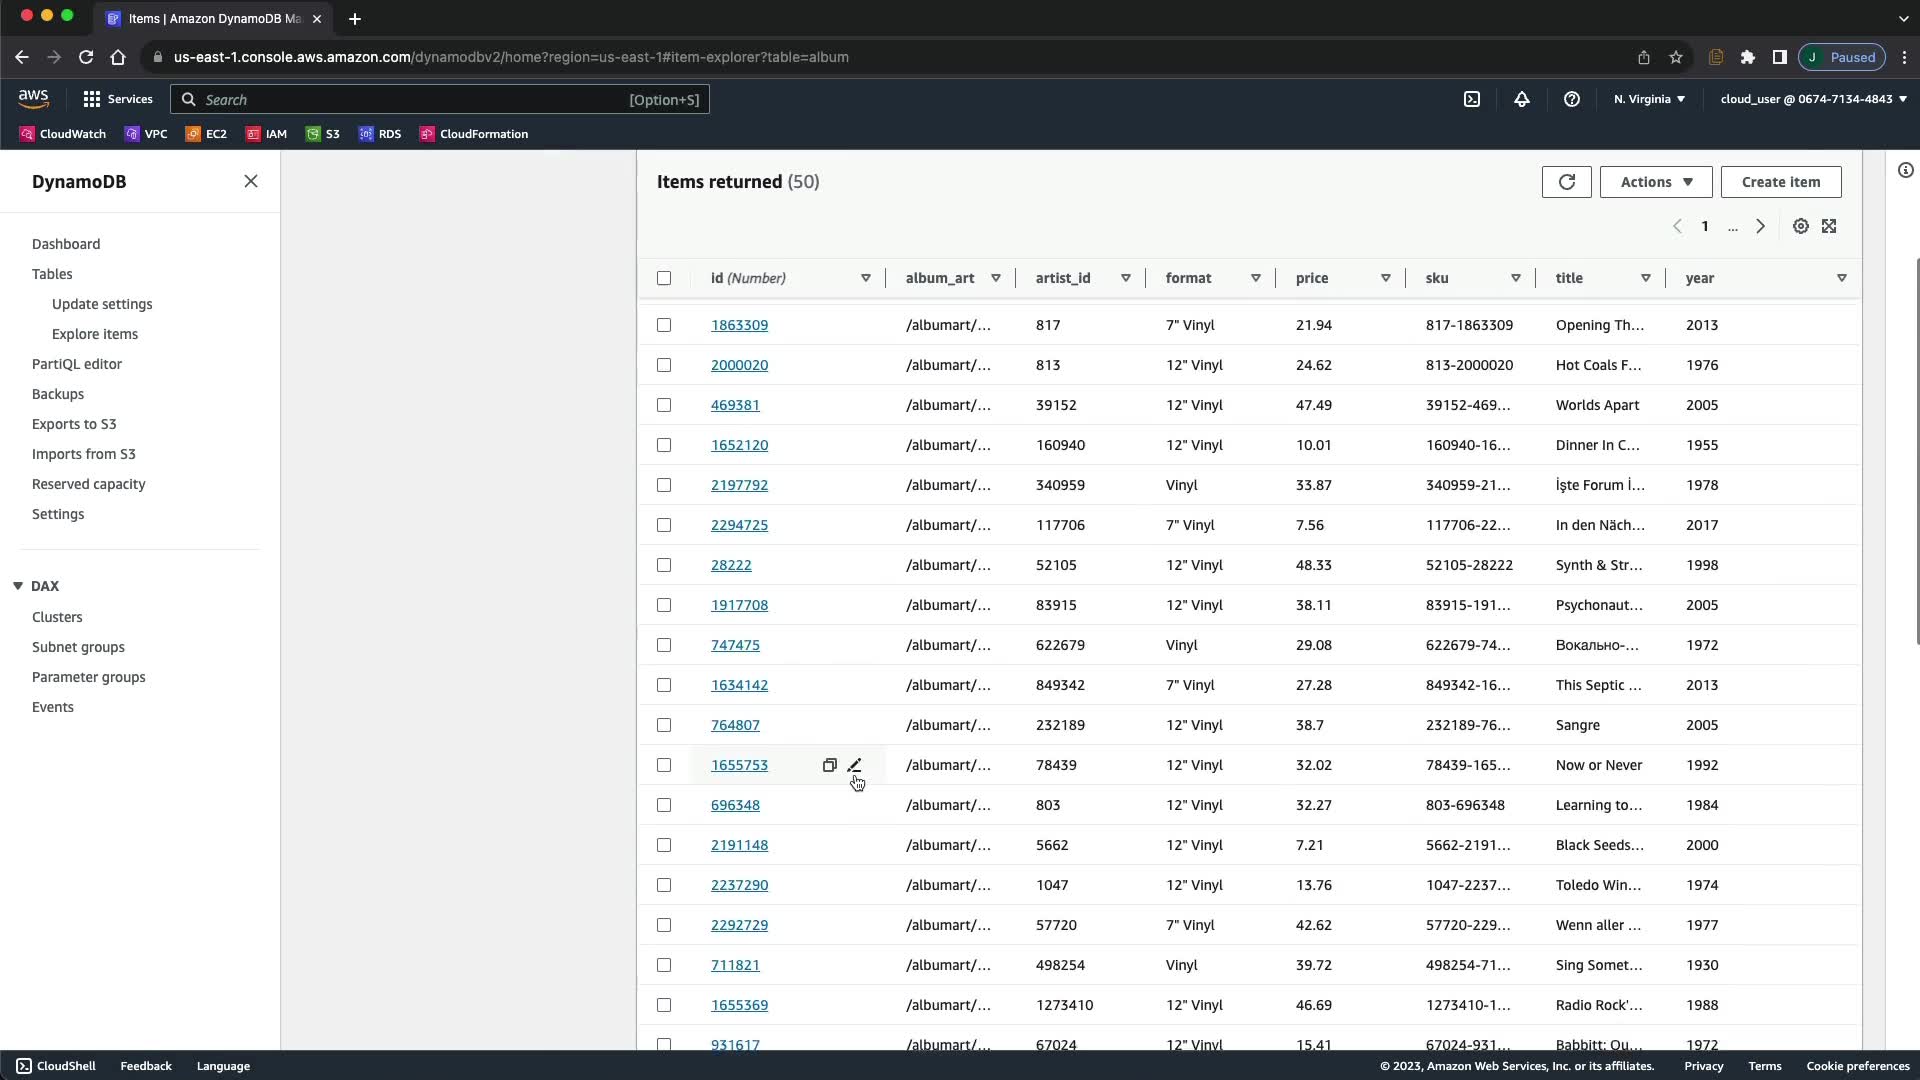 Items | Amazon DynamoDB Ma
us-east-1.console.aws.amazon.com/dynamodbv2/home?region=us-east-1#item-explorer?table=album
J Paused
aws Services Search [Option+S] N. Virginia cloud_user @ 0674-7134-4843
CloudWatch VPC EC2 IAM S3 RDS CloudFormation
DynamoDB
Dashboard
Tables
Update settings
Explore items
PartiQL editor
Backups
Exports to S3
Imports from S3
Reserved capacity
Settings
DAX
Clusters
Subnet groups
Parameter groups
Events
Items returned (50) Actions Create item
1 ...
id (Number) album_art artist_id format price sku title year
1863309 /albumart/... 817 7" Vinyl 21.94 817-1863309 Opening Th... 2013
2000020 /albumart/... 813 12" Vinyl 24.62 813-2000020 Hot Coals F... 1976
469381 /albumart/... 39152 12" Vinyl 47.49 39152-469... Worlds Apart 2005
1652120 /albumart/... 160940 12" Vinyl 10.01 160940-16... Dinner In C... 1955
2197792 /albumart/... 340959 Vinyl 33.87 340959-21... İşte Forum İ... 1978
2294725 /albumart/... 117706 7" Vinyl 7.56 117706-22... In den Näch... 2017
28222 /albumart/... 52105 12" Vinyl 48.33 52105-28222 Synth & Str... 1998
1917708 /albumart/... 83915 12" Vinyl 38.11 83915-191... Psychonaut... 2005
747475 /albumart/... 622679 Vinyl 29.08 622679-74... Вокально-... 1972
1634142 /albumart/... 849342 7" Vinyl 27.28 849342-16... This Septic ... 2013
764807 /albumart/... 232189 12" Vinyl 38.7 232189-76... Sangre 2005
1655753 /albumart/... 78439 12" Vinyl 32.02 78439-165... Now or Never 1992
696348 /albumart/... 803 12" Vinyl 32.27 803-696348 Learning to... 1984
2191148 /albumart/... 5662 12" Vinyl 7.21 5662-2191... Black Seeds... 2000
2237290 /albumart/... 1047 12" Vinyl 13.76 1047-2237... Toledo Win... 1974
2292729 /albumart/... 57720 7" Vinyl 42.62 57720-229... Wenn aller ... 1977
711821 /albumart/... 498254 Vinyl 39.72 498254-71... Sing Somet... 1930
1655369 /albumart/... 1273410 12" Vinyl 46.69 1273410-1... Radio Rock'... 1988
931617 /albumart/... 67024 12" Vinyl 15.41 67024-931... Babbitt: Qu... 1972
CloudShell Feedback Language © 2023, Amazon Web Services, Inc. or its affiliates. Privacy Terms Cookie preferences